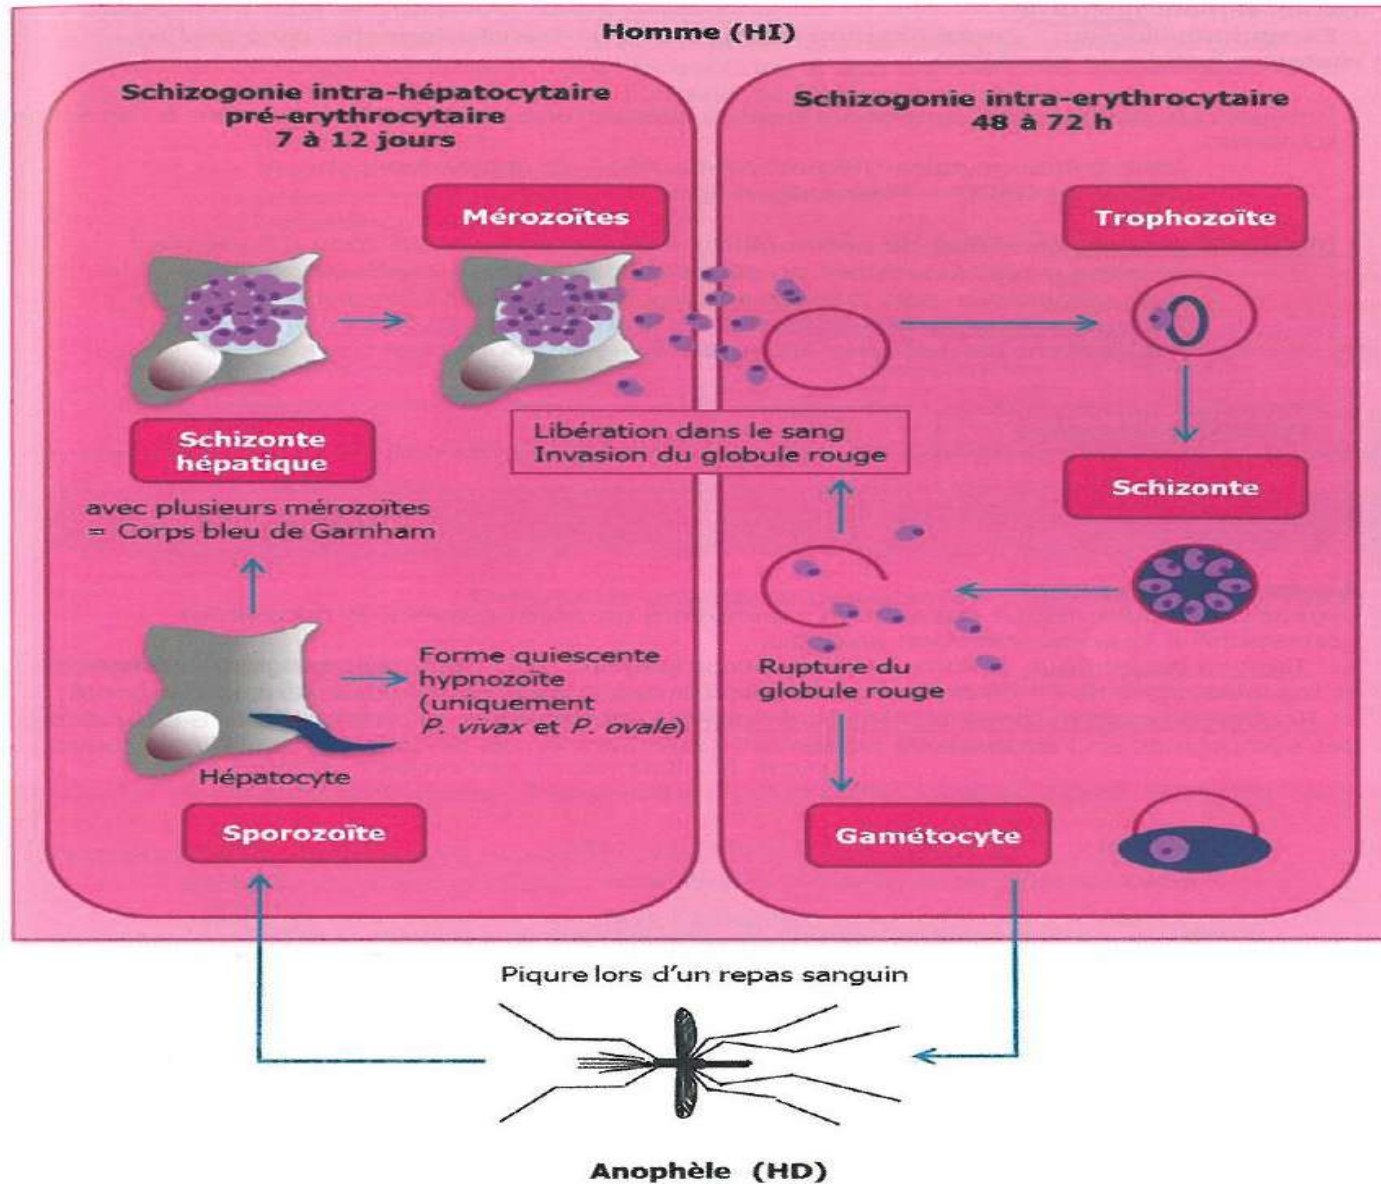 Homme (HI)
Schizogonie intra-hépatocytaire
pré-erythrocytaire
7 à 12 jours
Mérozoïtes
Schizonte
hépatique
avec plusieurs mérozoïtes
= Corps bleu de Garnham
Forme quiescente
hypnozoïte
(uniquement
P. vivax et P. ovale)
Hépatocyte
Sporozoïte
Schizogonie intra-erythrocytaire
48 à 72 h
Trophozoïte
Libération dans le sang
Invasion du globule rouge
Schizonte
Rupture du
globule rouge
Gamétocyte
Piqure lors d'un repas sanguin
Anophèle (HD)